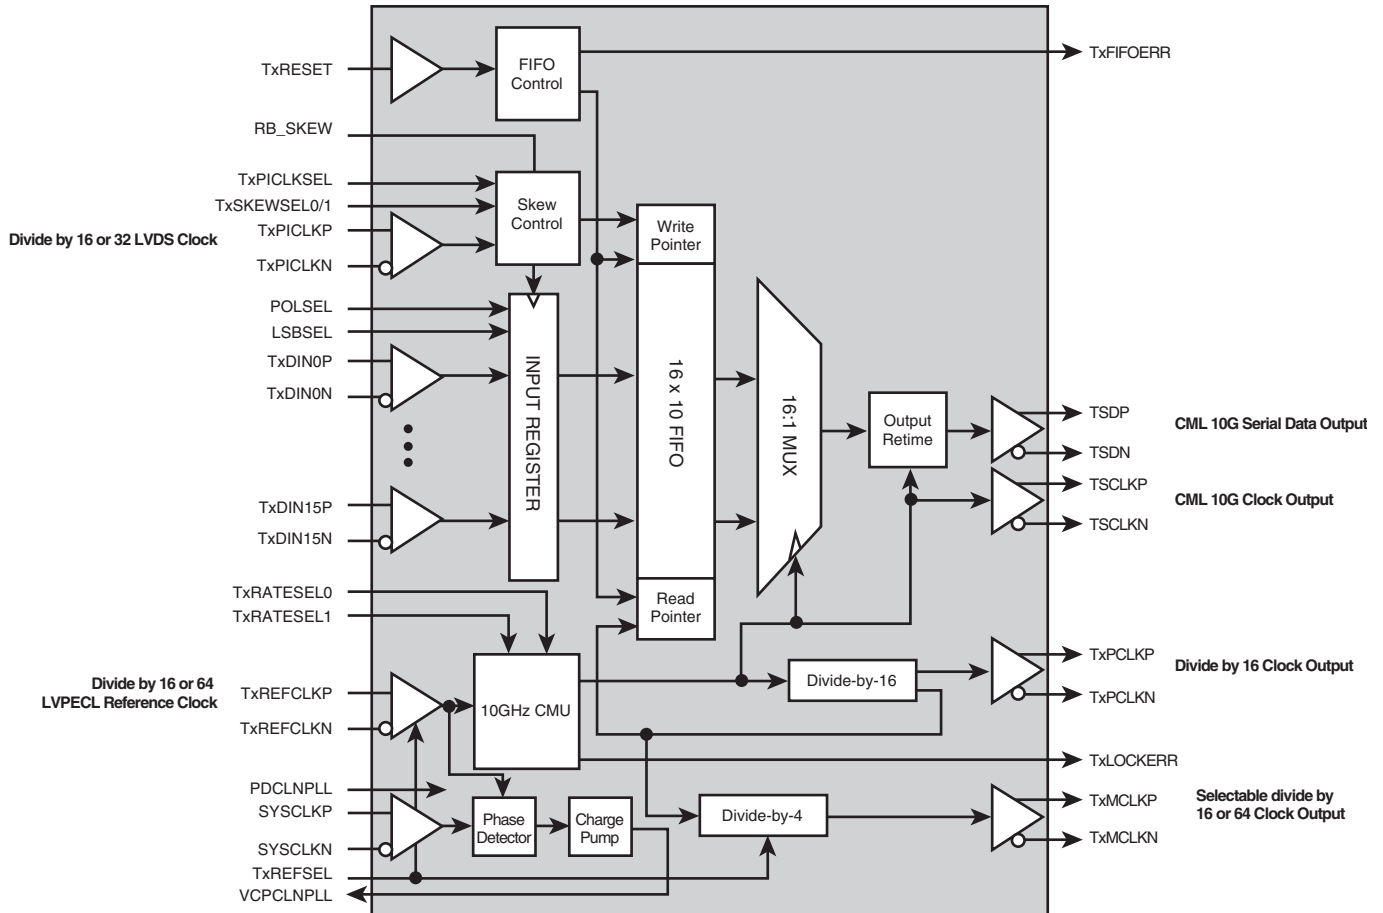 TxRESET
FIFO
Control
TxFIFOERR
RB_SKEW
TxPICLKSEL
TxSKEWSEL0/1
TxPICLKP
TxPICLKN
Divide by 16 or 32 LVDS Clock
Skew
Control
Write
Pointer
POLSEL
LSBSEL
TxDIN0P
TxDIN0N
TxDIN15P
TxDIN15N
INPUT REGISTER
16 x 10 FIFO
16:1 MUX
Output
Retime
TSDP
TSDN
CML 10G Serial Data Output
TSCLKP
TSCLKN
CML 10G Clock Output
TxRATESEL0
TxRATESEL1
Read
Pointer
Divide by 16 or 64
LVPECL Reference Clock
TxREFCLKP
TxREFCLKN
10GHz CMU
Divide-by-16
TxPCLKP
TxPCLKN
Divide by 16 Clock Output
TxLOCKERR
PDCLNPLL
SYSCLKP
SYSCLKN
TxREFSEL
VCPCLNPLL
Phase
Detector
Charge
Pump
Divide-by-4
TxMCLKP
TxMCLKN
Selectable divide by
16 or 64 Clock Output